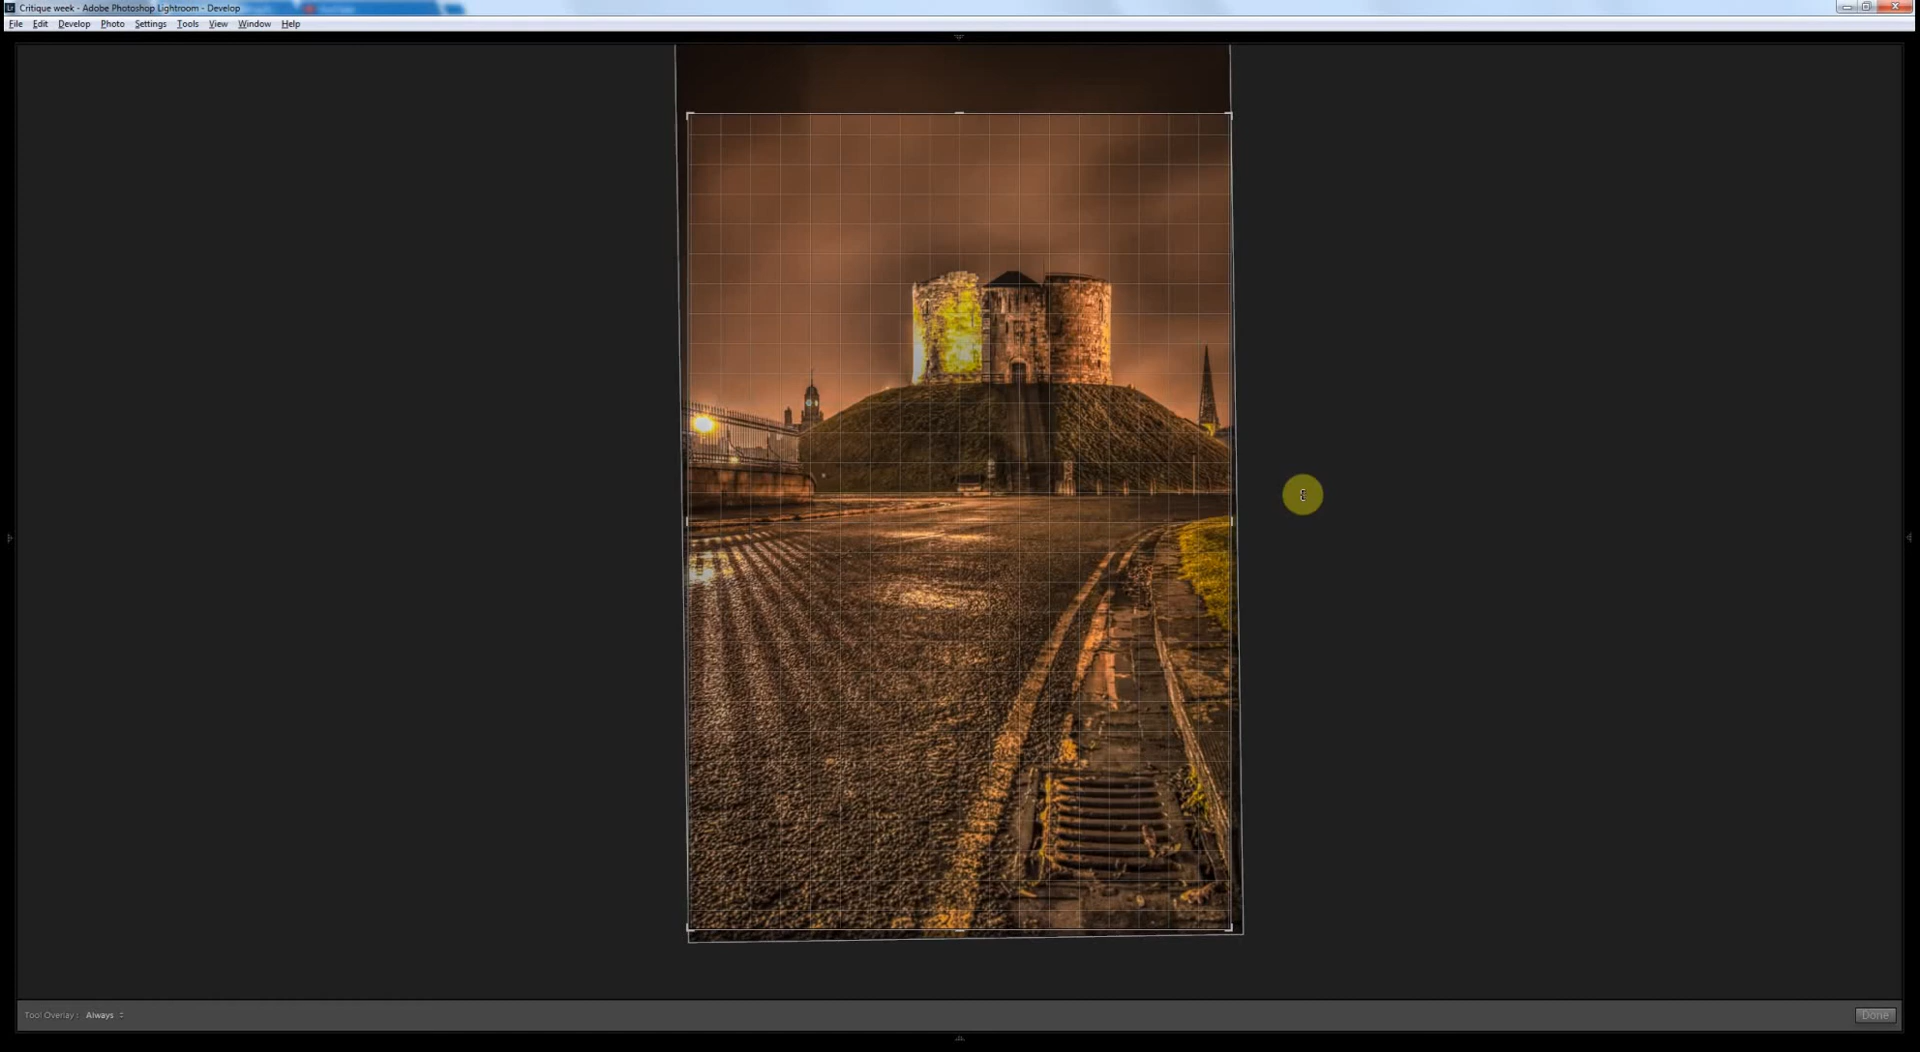 Critique week - Adobe Photoshop Lightroom - Develop
File Edit Develop Photo Settings Tools View Window Help
Tool Overlay: Always
Done